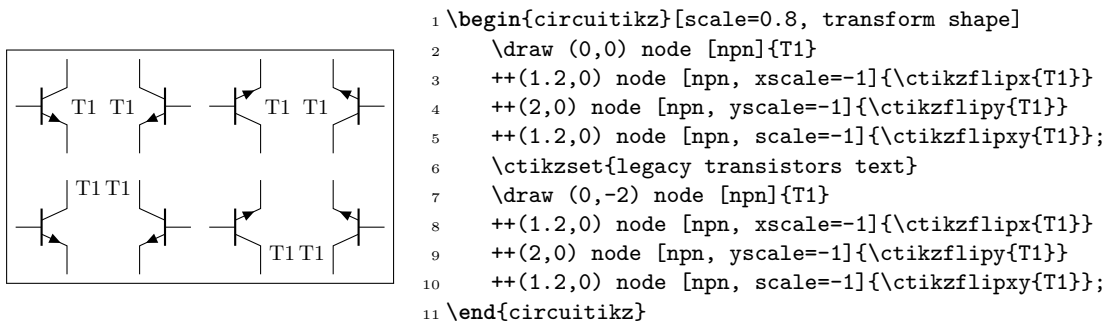 T1 T1 T1 T1
T1 T1
T1 T1
1 \begin{circuitikz}[scale=0.8, transform shape]
2 \draw (0,0) node [npn]{T1}
3 ++(1.2,0) node [npn, xscale=-1]{\ctikzflipx{T1}}
4 ++(2,0) node [npn, yscale=-1]{\ctikzflipy{T1}}
5 ++(1.2,0) node [npn, scale=-1]{\ctikzflipxy{T1}};
6 \ctikzset{legacy transistors text}
7 \draw (0,-2) node [npn]{T1}
8 ++(1.2,0) node [npn, xscale=-1]{\ctikzflipx{T1}}
9 ++(2,0) node [npn, yscale=-1]{\ctikzflipy{T1}}
10 ++(1.2,0) node [npn, scale=-1]{\ctikzflipxy{T1}};
11 \end{circuitikz}